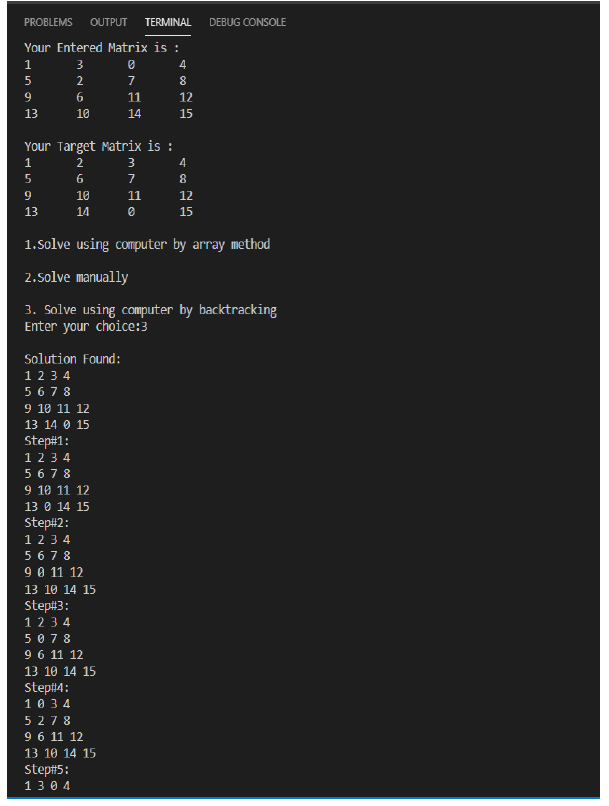 PROBLEMS OUTPUT TERMINAL DEBUG CONSOLE
Your Entered Matrix is :
1 3 0 4
5 2 7 8
9 6 11 12
13 10 14 15
Your Target Matrix is :
1 2 3 4
5 6 7 8
9 10 11 12
13 14 0 15
1.Solve using computer by array method
2.Solve manually
3. Solve using computer by backtracking
Enter your choice:3
Solution Found:
1 2 3 4
5 6 7 8
9 10 11 12
13 14 0 15
Step#1:
1 2 3 4
5 6 7 8
9 10 11 12
13 0 14 15
Step#2:
1 2 3 4
5 6 7 8
9 0 11 12
13 10 14 15
Step#3:
1 2 3 4
5 0 7 8
9 6 11 12
13 10 14 15
Step#4:
1 0 3 4
5 2 7 8
9 6 11 12
13 10 14 15
Step#5:
1 3 0 4